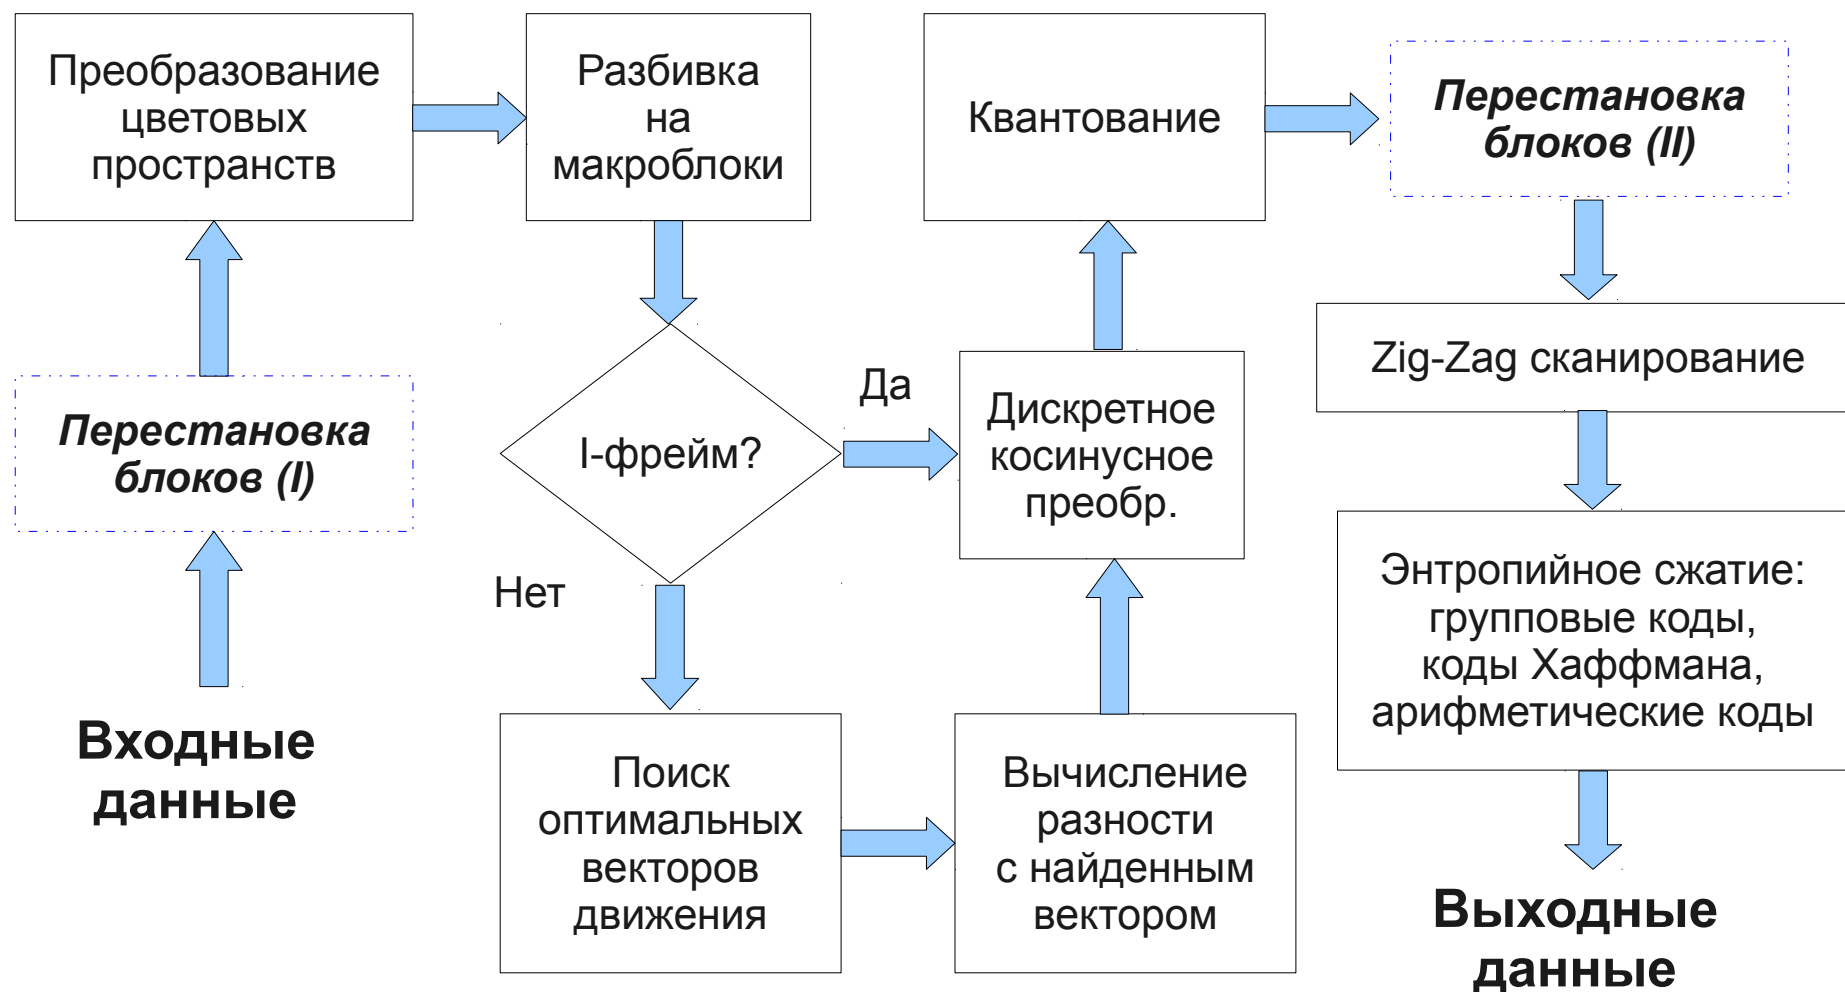 Преобразование
цветовых
пространств
Разбивка
на
макроблоки
Квантование
Перестановка
блоков (II)
Перестановка
блоков (I)
I-фрейм?
Да
Нет
Дискретное
косинусное
преобр.
Zig-Zag сканирование
Энтропийное сжатие:
групповые коды,
коды Хаффмана,
арифметические коды
Входные
данные
Поиск
оптимальных
векторов
движения
Вычисление
разности
с найденным
вектором
Выходные
данные